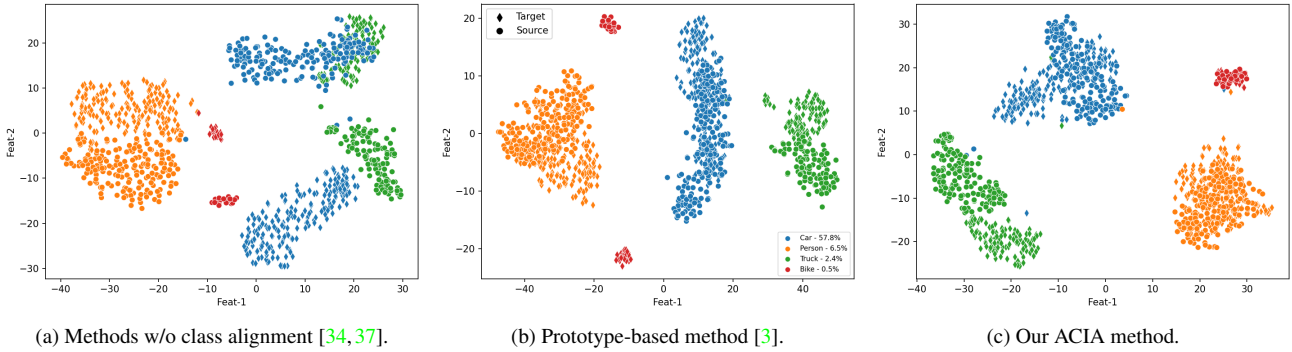 Feat-2
20
10
0
−10
−20
−30
−40
−30
−20
−10
0
10
20
30
Feat-1
Target
Source
Feat-2
20
10
0
−10
−20
−40
−20
0
20
40
Feat-1
Car - 57.8%
Person - 6.5%
Truck - 2.4%
Bike - 0.5%
Feat-2
30
20
10
0
−10
−20
−40
−30
−20
−10
0
10
20
30
Feat-1
(a) Methods w/o class alignment [34, 37].
(b) Prototype-based method [3].
(c) Our ACIA method.